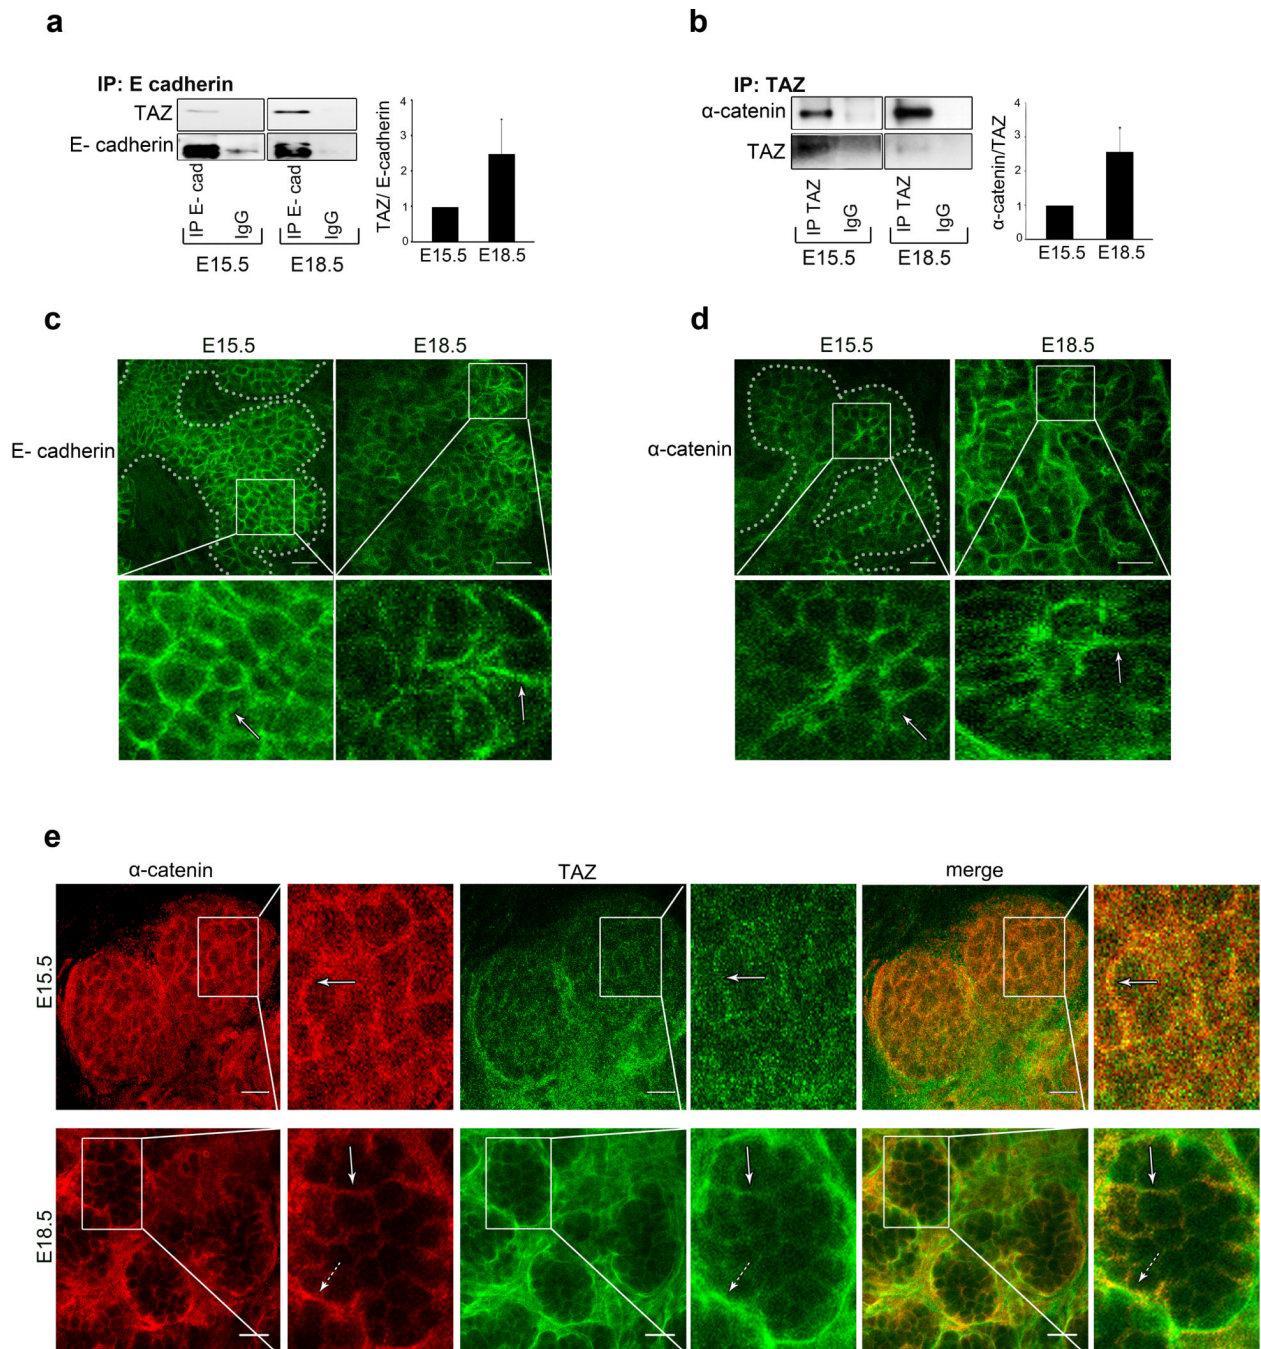 a
IP: E cadherin
TAZ
E- cadherin
IP E- cad
IgG
IP E- cad
IgG
E15.5
E18.5
TAZ/ E-cadherin
4
3
2
1
0
E15.5
E18.5
b
IP: TAZ
α-catenin
TAZ
IP TAZ
IgG
IP TAZ
IgG
E15.5
E18.5
α-catenin/TAZ
4
3
2
1
0
E15.5
E18.5
c
E15.5
E18.5
E- cadherin
d
E15.5
E18.5
α-catenin
e
α-catenin
TAZ
merge
E15.5
E18.5